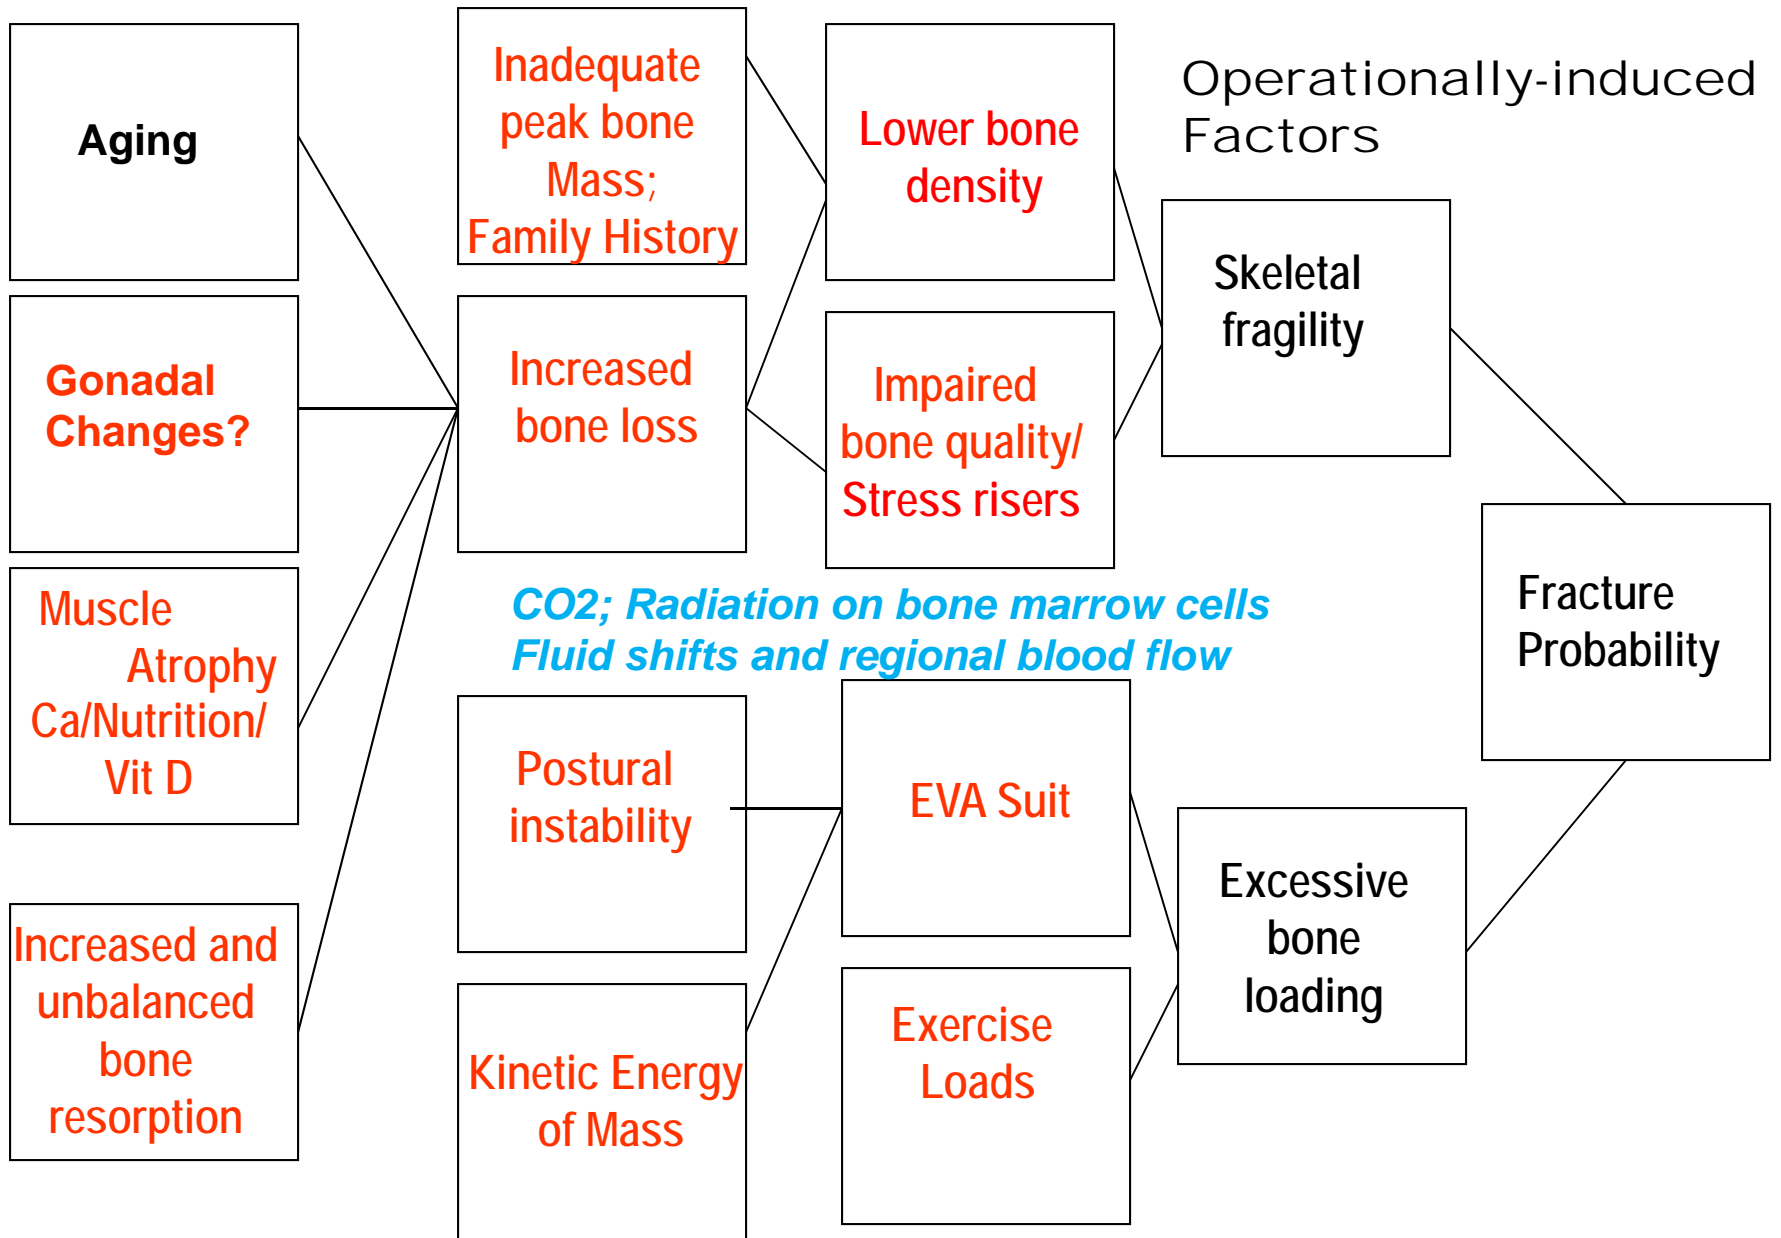 Aging
Gonadal
Changes?
Muscle
Atrophy
Ca/Nutrition/
Vit D
Increased and
unbalanced
bone
resorption
Inadequate
peak bone
Mass;
Family History
Increased
bone loss
Lower bone
density
Impaired
bone quality/
Stress risers
Operationally-induced
Factors
Skeletal
fragility
CO2; Radiation on bone marrow cells
Fluid shifts and regional blood flow
Postural
instability
Kinetic Energy
of Mass
EVA Suit
Exercise
Loads
Excessive
bone
loading
Fracture
Probability